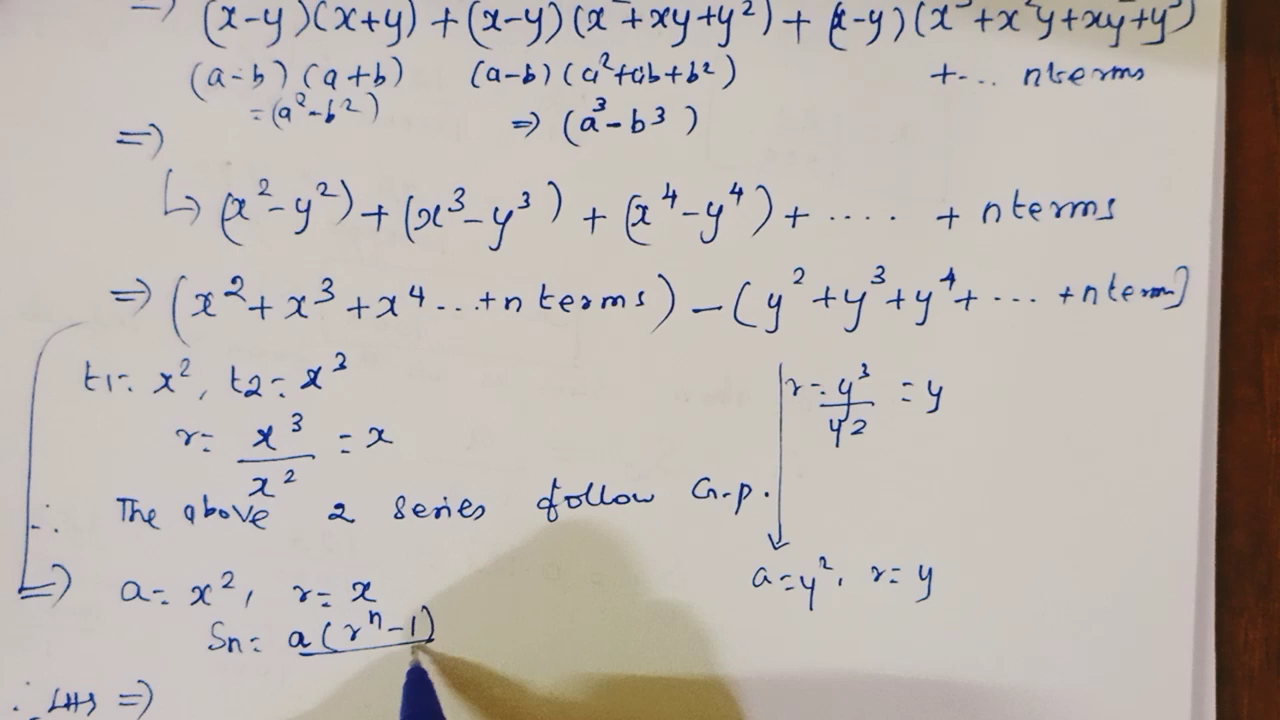 => (x-y)(x+y) + (x-y)(x²+xy+y²) + (x-y)(x³+x²y+xy²+y³)
(a-b)(a+b) (a-b)(a²+ab+b²) +... n terms
=(a²-b²) => (a³-b³)
=>
↳ (x²-y²)+(x³-y³) + (x⁴-y⁴)+ .... + n terms
=> (x²+x³+x⁴...+n terms) - (y²+y³+y⁴+ ... +n term)
t1= x², t2= x³
r= x³/x² = x
r= y³/y² = y
∴ The above 2 series follow G.p.
=> a= x², r= x
a=y², r= y
Sn= a(rⁿ-1)
∴ LHS =>